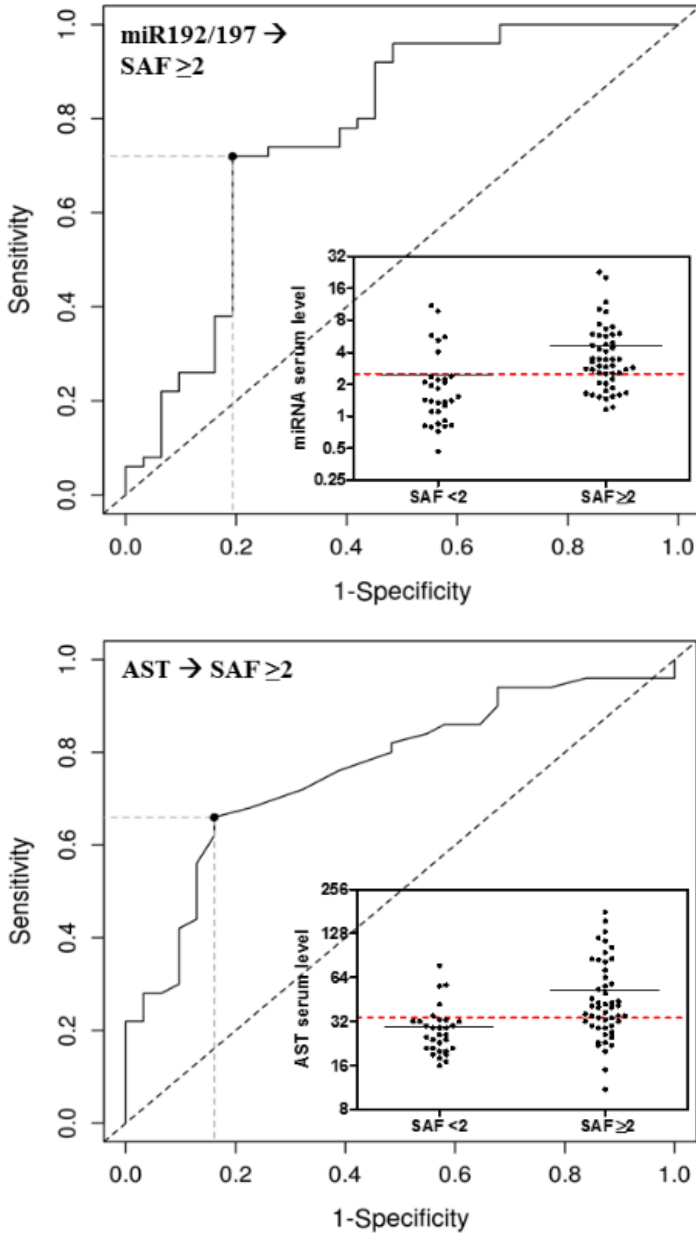 miR192/197 →
SAF ≥2
1.0
0.8
0.6
0.4
0.2
0.0
Sensitivity
0.0 0.2 0.4 0.6 0.8 1.0
1-Specificity
32
16
8
4
2
1
0.5
0.25
miRNA serum level
SAF <2 SAF ≥2
AST → SAF ≥2
1.0
0.8
0.6
0.4
0.2
0.0
Sensitivity
0.0 0.2 0.4 0.6 0.8 1.0
1-Specificity
256
128
64
32
16
8
AST serum level
SAF <2 SAF ≥2